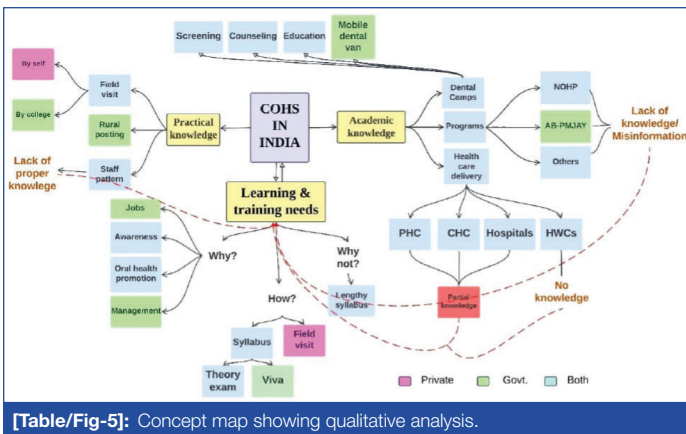 Screening
Counseling
Education
Mobile
dental
van
By self
Field
visit
By college
Rural
posting
Practical
knowledge
COHS
IN
INDIA
Academic
knowledge
Dental
Camps
Programs
Health
care
delivery
NOHP
AB-PMJAY
Others
Lack of
knowledge/
Misinformation
Lack of
proper
knowlege
Staff
pattern
Learning &
training needs
Jobs
Awareness
Oral health
promotion
Management
Why?
How?
Why
not?
Lengthy
syllabus
PHC
CHC
Hospitals
HWCs
Partial
knowledge
No
knowledge
Syllabus
Field
visit
Theory
exam
Viva
Private
Govt.
Both
[Table/Fig-5]: Concept map showing qualitative analysis.